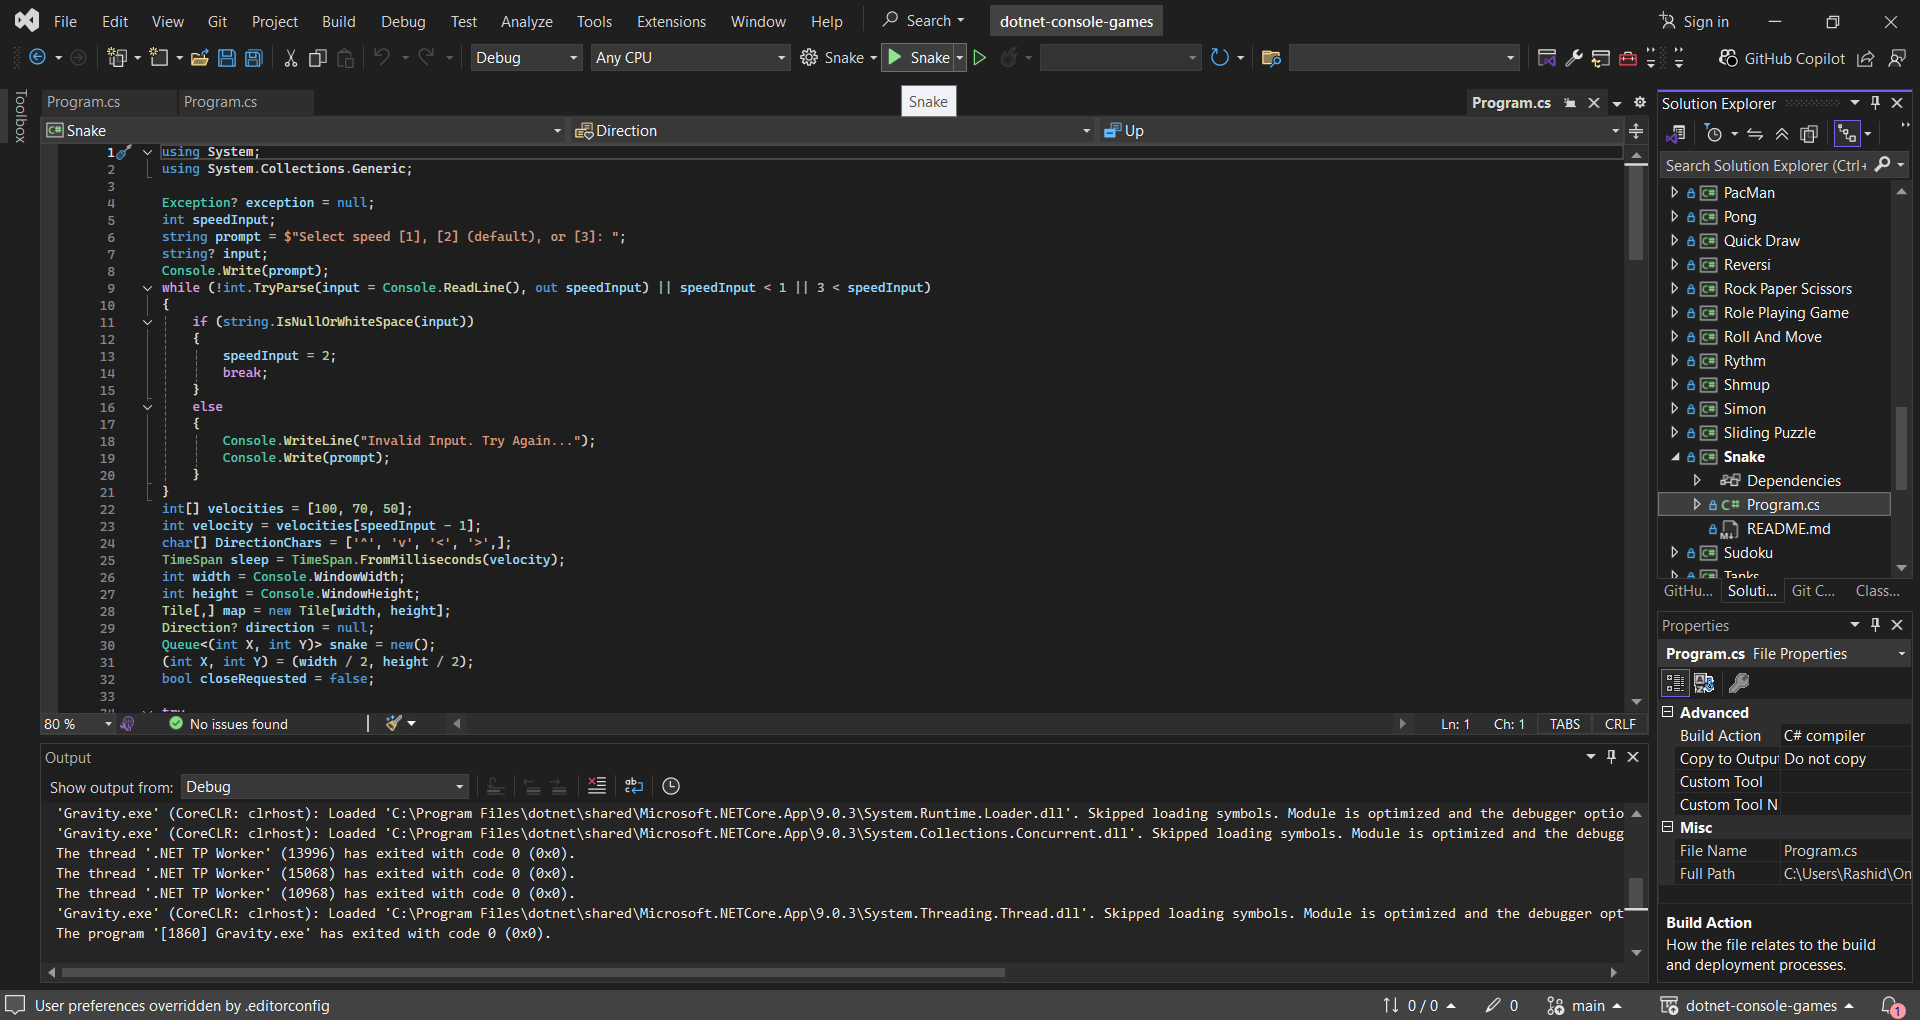 File Edit View Git Project Build Debug Test Analyze Tools Extensions Window Help Search dotnet-console-games Sign in
Debug Any CPU Snake Snake GitHub Copilot
Toolbox
Program.cs Program.cs Snake Program.cs
Snake Direction Up
1 using System;
2 using System.Collections.Generic;
3
4 Exception? exception = null;
5 int speedInput;
6 string prompt = $"Select speed [1], [2] (default), or [3]: ";
7 string? input;
8 Console.Write(prompt);
9 while (!int.TryParse(input = Console.ReadLine(), out speedInput) || speedInput < 1 || 3 < speedInput)
10 {
11 if (string.IsNullOrWhiteSpace(input))
12 {
13 speedInput = 2;
14 break;
15 }
16 else
17 {
18 Console.WriteLine("Invalid Input. Try Again...");
19 Console.Write(prompt);
20 }
21 }
22 int[] velocities = [100, 70, 50];
23 int velocity = velocities[speedInput - 1];
24 char[] DirectionChars = ['^', 'v', '<', '>',];
25 TimeSpan sleep = TimeSpan.FromMilliseconds(velocity);
26 int width = Console.WindowWidth;
27 int height = Console.WindowHeight;
28 Tile[,] map = new Tile[width, height];
29 Direction? direction = null;
30 Queue<(int X, int Y)> snake = new();
31 (int X, int Y) = (width / 2, height / 2);
32 bool closeRequested = false;
33
34 try
80 % No issues found Ln: 1 Ch: 1 TABS CRLF
Output
Show output from: Debug
'Gravity.exe' (CoreCLR: clrhost): Loaded 'C:\Program Files\dotnet\shared\Microsoft.NETCore.App\9.0.3\System.Runtime.Loader.dll'. Skipped loading symbols. Module is optimized and the debugger optio
'Gravity.exe' (CoreCLR: clrhost): Loaded 'C:\Program Files\dotnet\shared\Microsoft.NETCore.App\9.0.3\System.Collections.Concurrent.dll'. Skipped loading symbols. Module is optimized and the debugg
The thread '.NET TP Worker' (13996) has exited with code 0 (0x0).
The thread '.NET TP Worker' (15068) has exited with code 0 (0x0).
The thread '.NET TP Worker' (10968) has exited with code 0 (0x0).
'Gravity.exe' (CoreCLR: clrhost): Loaded 'C:\Program Files\dotnet\shared\Microsoft.NETCore.App\9.0.3\System.Threading.Thread.dll'. Skipped loading symbols. Module is optimized and the debugger opt
The program '[1860] Gravity.exe' has exited with code 0 (0x0).
Solution Explorer
Search Solution Explorer (Ctrl+
C# PacMan
C# Pong
C# Quick Draw
C# Reversi
C# Rock Paper Scissors
C# Role Playing Game
C# Roll And Move
C# Rythm
C# Shmup
C# Simon
C# Sliding Puzzle
C# Snake
Dependencies
C# Program.cs
README.md
C# Sudoku
C# Tanks
GitHu... Soluti... Git C... Class...
Properties
Program.cs File Properties
Advanced
Build Action C# compiler
Copy to Output Do not copy
Custom Tool
Custom Tool N
Misc
File Name Program.cs
Full Path C:\Users\Rashid\On
Build Action
How the file relates to the build
and deployment processes.
User preferences overridden by .editorconfig 0 / 0 0 main dotnet-console-games 1